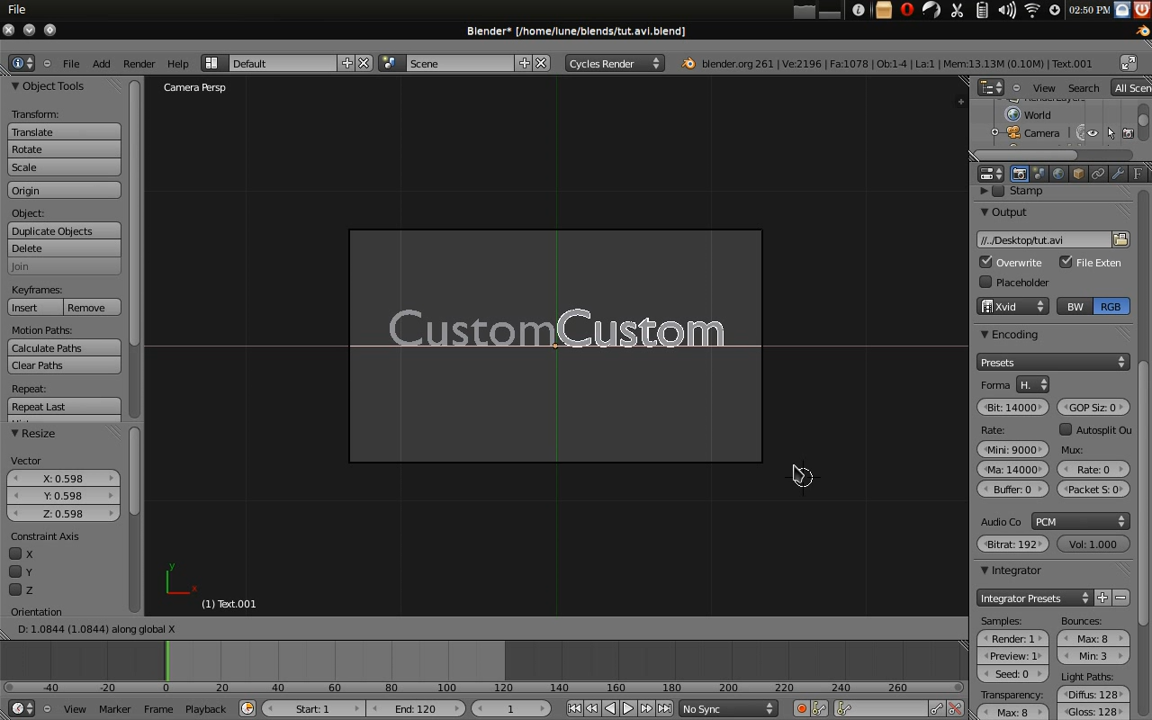 File
02:50 PM
Blender* [/home/lune/blends/tut.avi.blend]
File Add Render Help Default Scene Cycles Render blender.org 261 | Ve:2196 | Fa:1078 | Ob:1-4 | La:1 | Mem:13.13M (0.10M) | Text.001
Object Tools
Transform:
Translate
Rotate
Scale
Origin
Object:
Duplicate Objects
Delete
Join
Keyframes:
Insert Remove
Motion Paths:
Calculate Paths
Clear Paths
Repeat:
Repeat Last
Resize
Vector
X: 0.598
Y: 0.598
Z: 0.598
Constraint Axis
X
Y
Z
Orientation
Camera Persp
CustomCustom
y
x
(1) Text.001
D: 1.0844 (1.0844) along global X
View Search All Scen
RenderLayers
World
Camera
Stamp
Output
//../Desktop/tut.avi
Overwrite File Exten
Placeholder
Xvid BW RGB
Encoding
Presets
Forma H.
Bit: 14000 GOP Siz: 0
Rate: Autosplit Ou
Mini: 9000 Mux:
Ma: 14000 Rate: 0
Buffer: 0 Packet S: 0
Audio Co PCM
Bitrat: 192 Vol: 1.000
Integrator
Integrator Presets
Samples: Bounces:
Render: 1 Max: 8
Preview: 1 Min: 3
Seed: 0 Light Paths:
Transparency: Diffus: 128
Max: 8 Gloss: 128
-40 -20 0 20 40 60 80 100 120 140 160 180 200 220 240 260
View Marker Frame Playback Start: 1 End: 120 1 No Sync